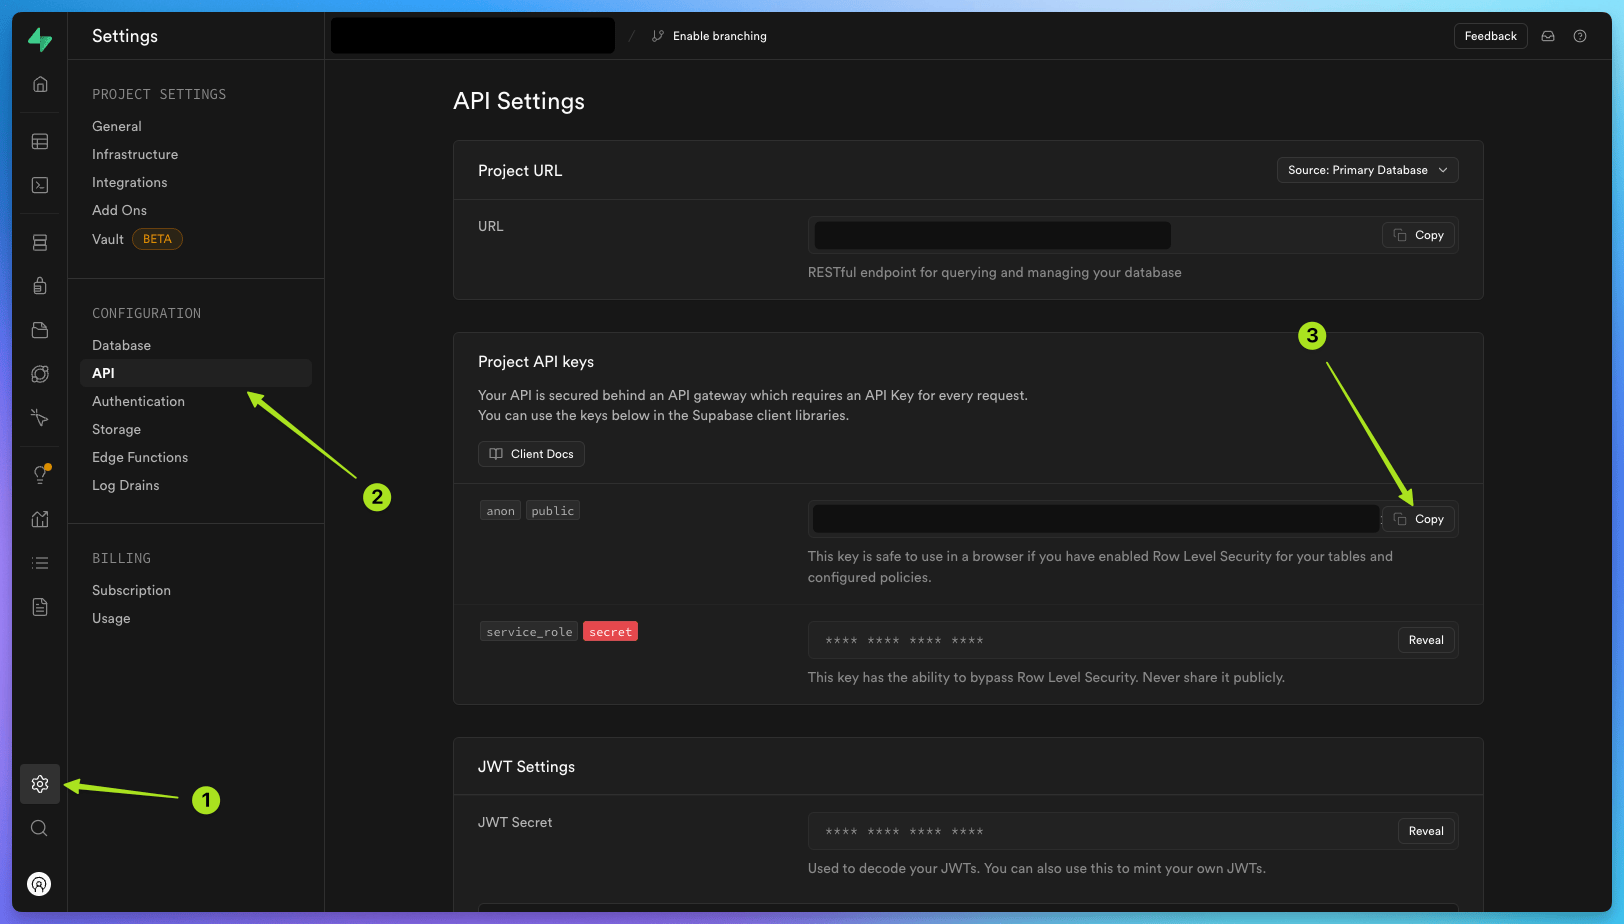 Settings
Enable branching
Feedback
PROJECT SETTINGS
General
Infrastructure
Integrations
Add Ons
Vault BETA
CONFIGURATION
Database
API
Authentication
Storage
Edge Functions
Log Drains
BILLING
Subscription
Usage
1
2
API Settings
Project URL
Source: Primary Database
URL
Copy
RESTful endpoint for querying and managing your database
3
Project API keys
Your API is secured behind an API gateway which requires an API Key for every request.
You can use the keys below in the Supabase client libraries.
Client Docs
anon public
Copy
This key is safe to use in a browser if you have enabled Row Level Security for your tables and
configured policies.
service_role secret
**** **** **** ****
Reveal
This key has the ability to bypass Row Level Security. Never share it publicly.
JWT Settings
JWT Secret
**** **** **** ****
Reveal
Used to decode your JWTs. You can also use this to mint your own JWTs.